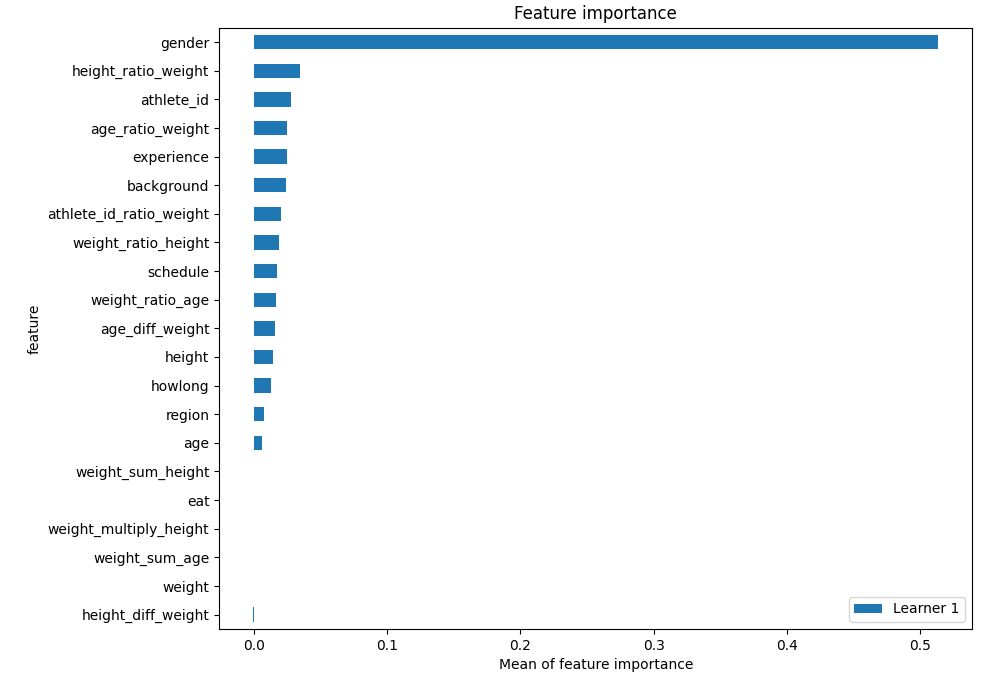 Feature importance
gender
height_ratio_weight
athlete_id
age_ratio_weight
experience
background
athlete_id_ratio_weight
weight_ratio_height
schedule
weight_ratio_age
age_diff_weight
height
howlong
region
age
weight_sum_height
eat
weight_multiply_height
weight_sum_age
weight
height_diff_weight
feature
Learner 1
0.0 0.1 0.2 0.3 0.4 0.5
Mean of feature importance